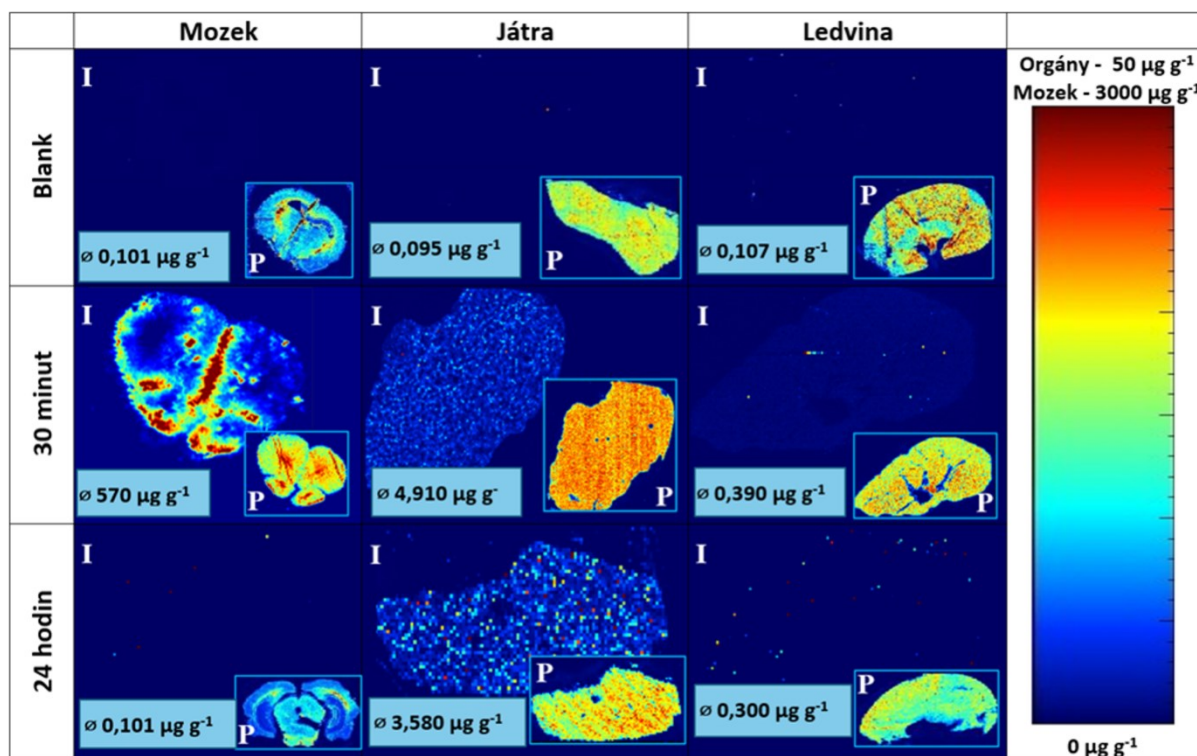 Mozek
Játra
Ledvina
Orgány - 50 µg g⁻¹
Mozek - 3000 µg g⁻¹
Blank
I
P
ø 0,101 µg g⁻¹
I
P
ø 0,095 µg g⁻¹
I
P
ø 0,107 µg g⁻¹
30 minut
I
P
ø 570 µg g⁻¹
I
P
ø 4,910 µg g⁻
I
P
ø 0,390 µg g⁻¹
24 hodin
I
P
ø 0,101 µg g⁻¹
I
P
ø 3,580 µg g⁻¹
I
P
ø 0,300 µg g⁻¹
0 µg g⁻¹